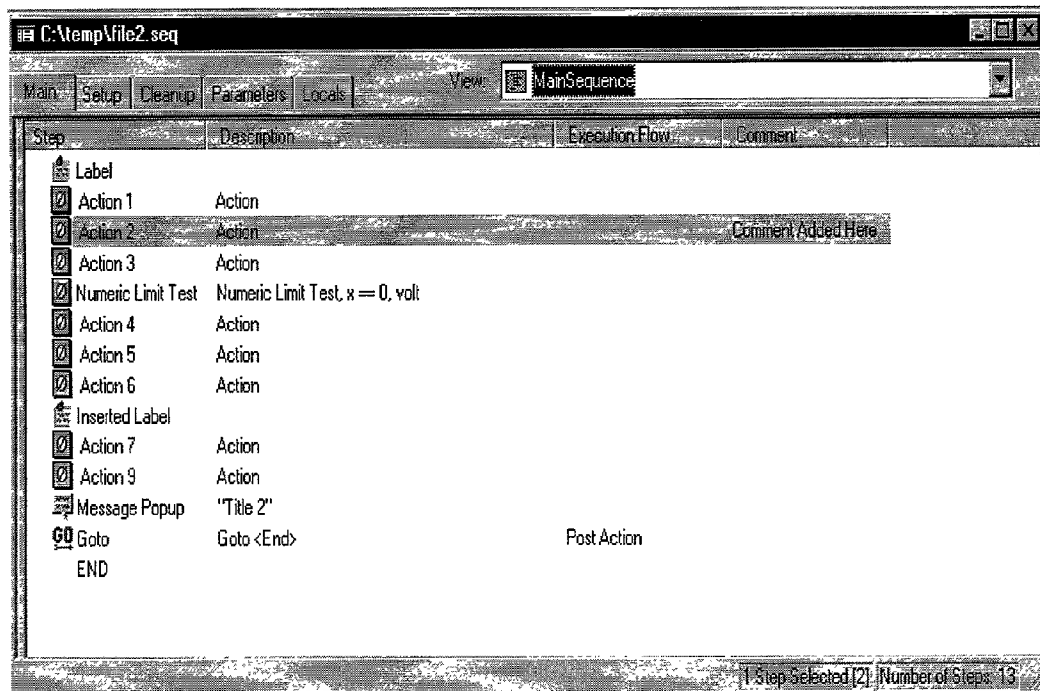 C:\temp\file2.seq
Main Setup Cleanup Parameters Locals View: MainSequence
Step Description Execution Flow Comment
Label
Action 1 Action
Action 2 Action Comment Added Here
Action 3 Action
Numeric Limit Test Numeric Limit Test, x == 0, volt
Action 4 Action
Action 5 Action
Action 6 Action
Inserted Label
Action 7 Action
Action 9 Action
Message Popup "Title 2"
GO Goto Goto <End> Post Action
END
1 Step Selected [2] Number of Steps: 13